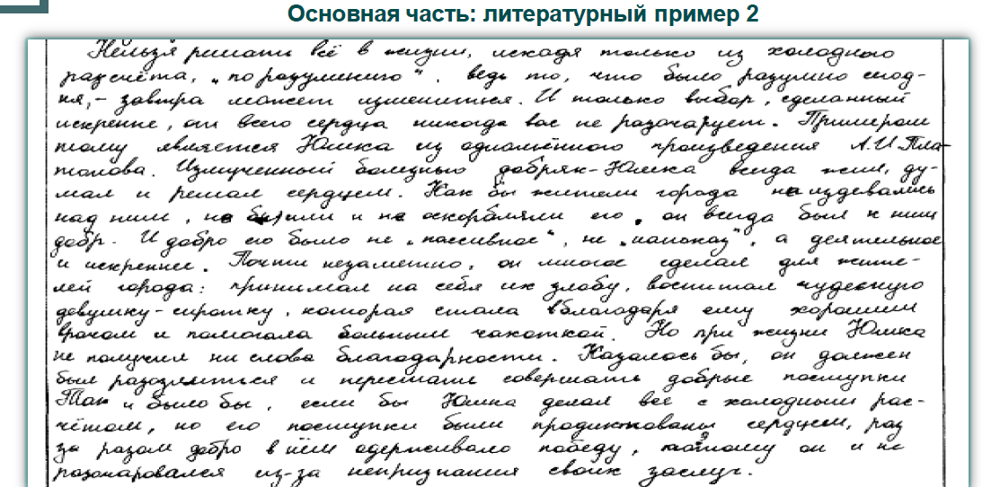 Основная часть: литературный пример 2
Нельзя решать всё в жизни, исходя только из холодного
расчёта, „по разумению", ведь то, что было разумно сегод-
ня, - завтра может измениться. И только выбор, сделанный
искренне, от всего сердца никогда вас не разочарует. Примером
тому является Юшка из одноимённого произведения А.И Пла-
тонова. Измученный болезнью добряк-Юшка всегда жил, ду-
мал и решал сердцем. Как бы жители города не издевались
над ним, не били и не оскорбляли его, он всегда был к ним
добр. И добро его было не „пассивное", не „напоказ", а деятельное
и искреннее. Почти незаметно, он многое сделал для жите-
лей города: принимал на себя их злобу, воспитал чудесную
девушку-сиротку, которая стала благодаря ему хорошим
врачом и помогала больным чахоткой. Но при жизни Юшка
не получил ни слова благодарности. Казалось бы, он должен
был разозлиться и перестать совершать добрые поступки
Так и было бы, если бы Юшка делал все с холодным рас-
чётом, но его поступки были продиктованы сердцем, раз
за разом добро в нём одерживало победу, потому он и не
разочаровался из-за непризнания своих заслуг.